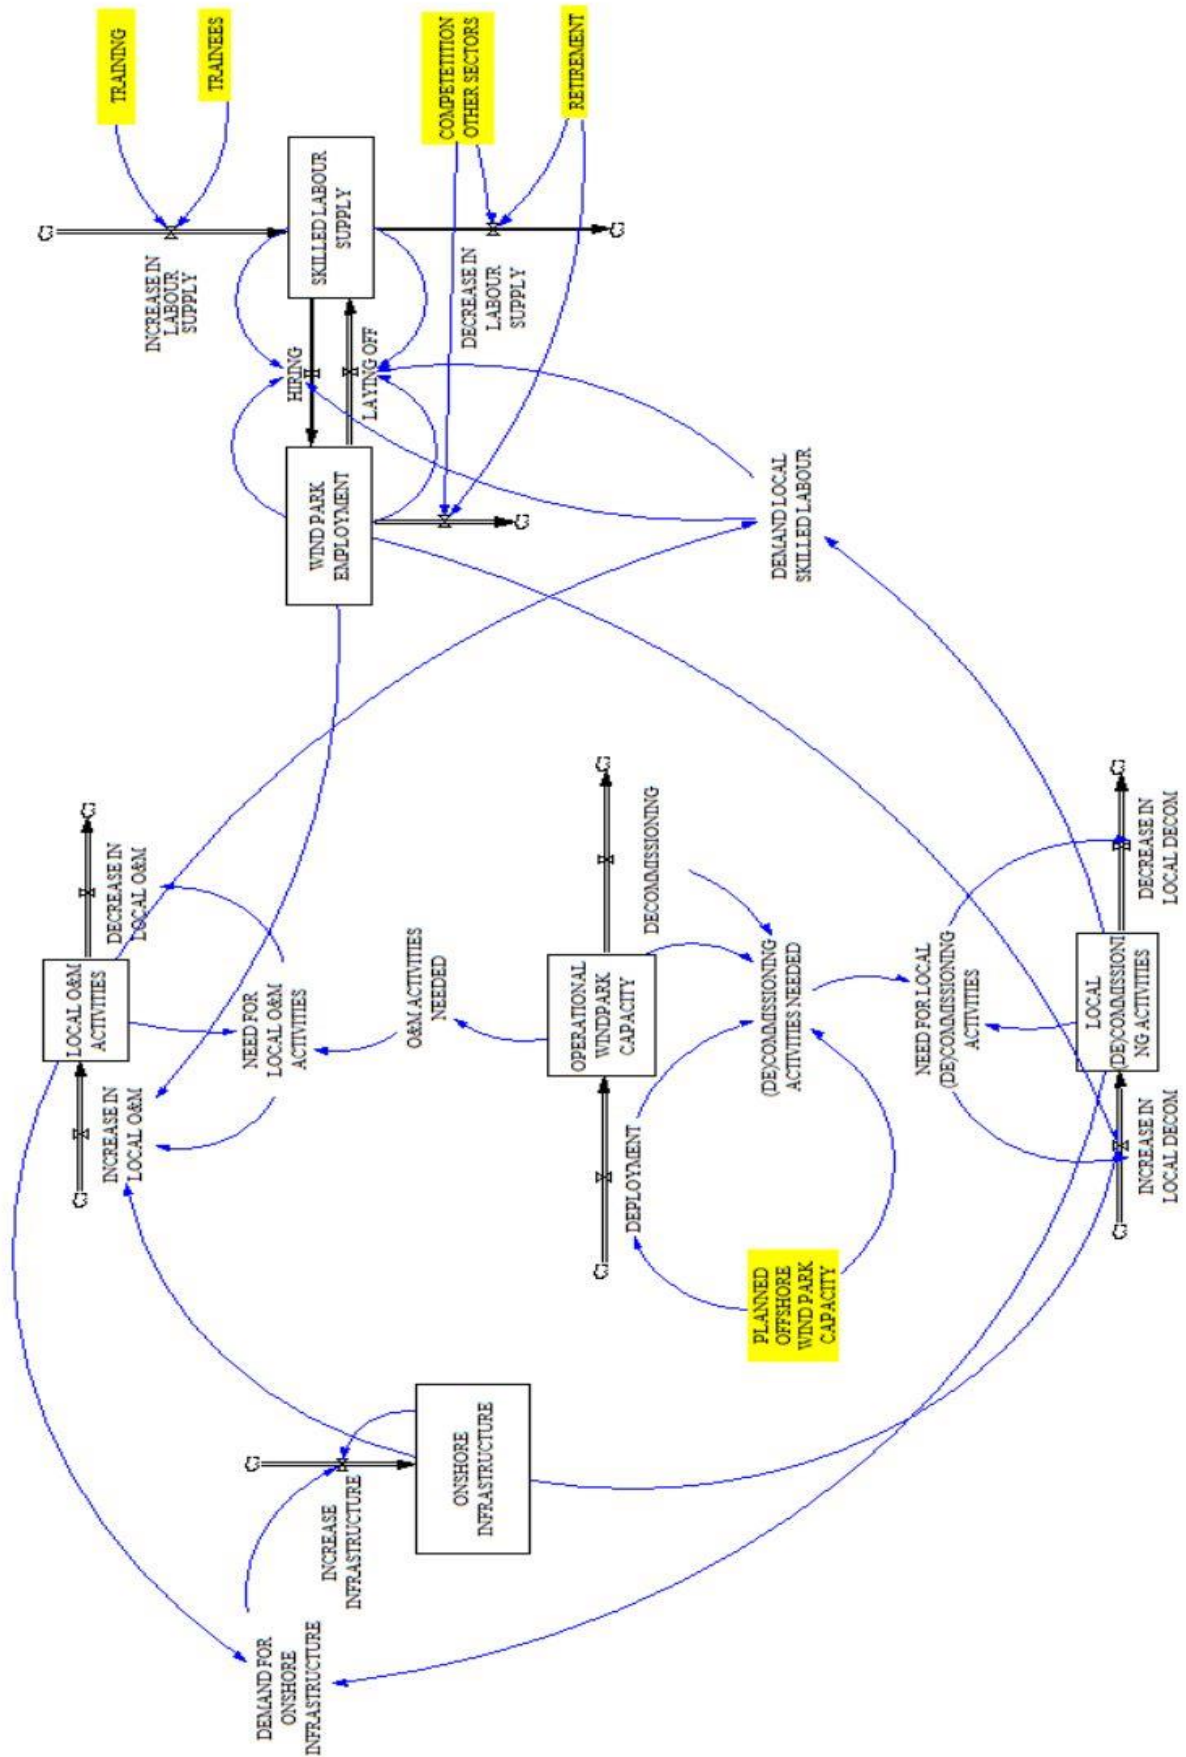 TRAINING
TRAINEES
COMPETETITION
OTHER SECTORS
RETIREMENT
INCREASE IN
LABOUR
SUPPLY
SKILLED LABOUR
SUPPLY
DECREASE IN
LABOUR
SUPPLY
HIRING
LAYING OFF
WIND PARK
EMPLOYMENT
DEMAND LOCAL
SKILLED LABOUR
LOCAL O&M
ACTIVITIES
DECREASE IN
LOCAL O&M
INCREASE IN
LOCAL O&M
NEED FOR
LOCAL O&M
ACTIVITIES
O&M ACTIVITIES
NEEDED
OPERATIONAL
WINDPARK
CAPACITY
DECOMMISSIONING
DEPLOYMENT
(DE)COMMISSIONING
ACTIVITIES NEEDED
PLANNED
OFFSHORE
WIND PARK
CAPACITY
NEED FOR LOCAL
(DE)COMMISSIONING
ACTIVITIES
LOCAL
(DE)COMMISSIONI
NG ACTIVITIES
DECREASE IN
LOCAL DECOM
INCREASE IN
LOCAL DECOM
ONSHORE
INFRASTRUCTURE
INCREASE
INFRASTRUCTURE
DEMAND FOR
ONSHORE
INFRASTRUCTURE